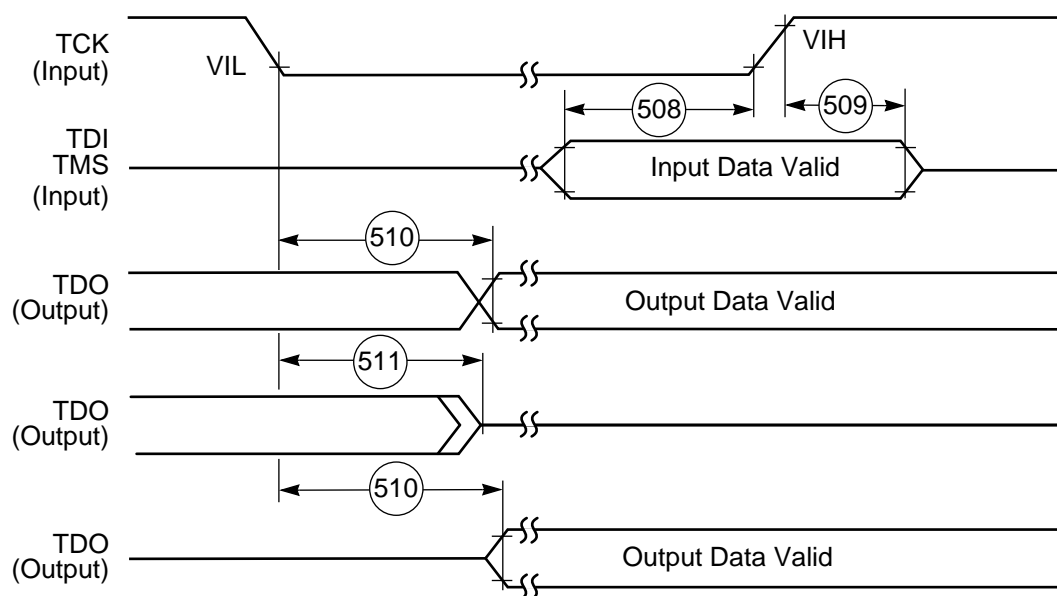 TCK
(Input)
VIL
VIH
508
509
TDI
TMS
(Input)
Input Data Valid
510
TDO
(Output)
Output Data Valid
511
TDO
(Output)
510
TDO
(Output)
Output Data Valid